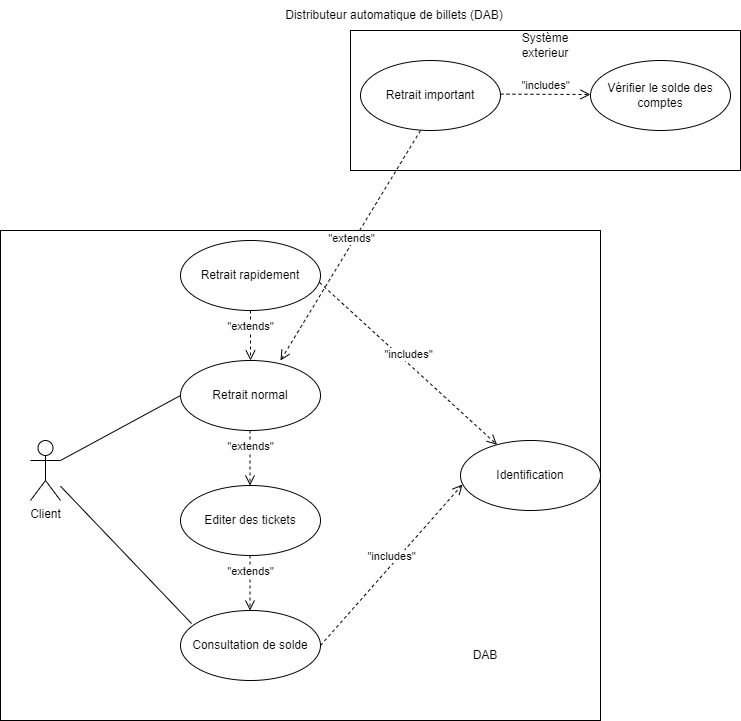 Distributeur automatique de billets (DAB)
Système
exterieur
Retrait important
"includes"
Vérifier le solde des
comptes
"extends"
Retrait rapidement
"extends"
"includes"
Retrait normal
"extends"
Identification
Client
Editer des tickets
"includes"
"extends"
Consultation de solde
DAB